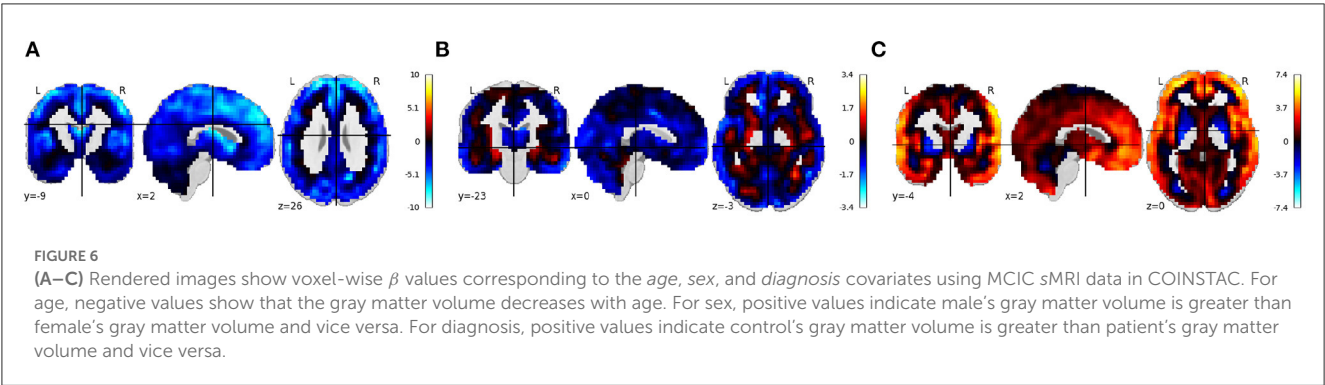 A
B
C
L
R
y=-9
x=2
z=26
L
R
10
5.1
0
-5.1
-10
L
R
y=-23
x=0
z=-3
L
R
3.4
1.7
0
-1.7
-3.4
L
R
y=-4
x=2
z=0
L
R
7.4
3.7
0
-3.7
-7.4
FIGURE 6
(A–C) Rendered images show voxel-wise β values corresponding to the age, sex, and diagnosis covariates using MCIC sMRI data in COINSTAC. For
age, negative values show that the gray matter volume decreases with age. For sex, positive values indicate male's gray matter volume is greater than
female's gray matter volume and vice versa. For diagnosis, positive values indicate control's gray matter volume is greater than patient's gray matter
volume and vice versa.